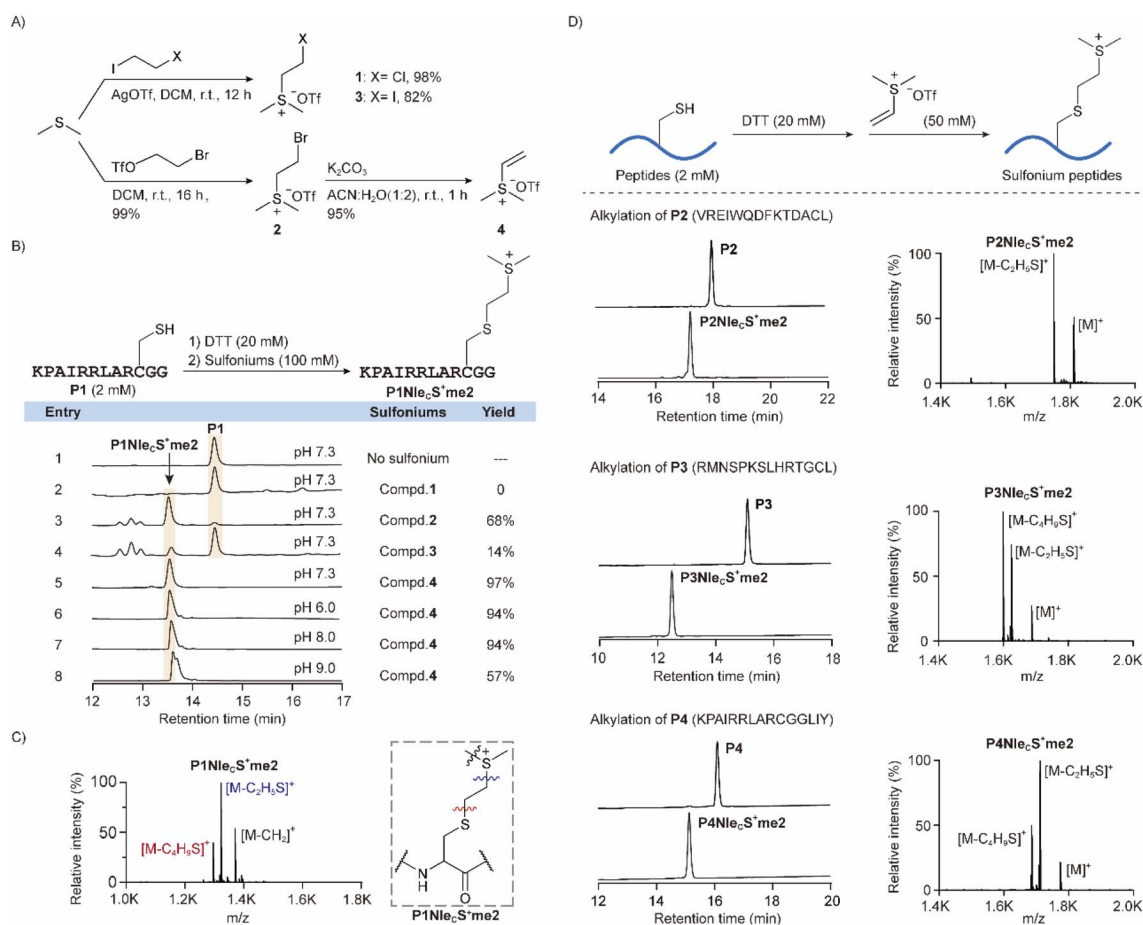 A)
I
X
AgOTf, DCM, r.t., 12 h
X
S
+
-OTf
1: X= Cl, 98%
3: X= I, 82%
S
TfO
Br
DCM, r.t., 16 h,
99%
Br
S
+
-OTf
2
K2CO3
ACN:H2O(1:2), r.t., 1 h
95%
S
+
-OTf
4
B)
SH
KPAIRRLARCGG
P1 (2 mM)
1) DTT (20 mM)
2) Sulfoniums (100 mM)
+
S
S
KPAIRRLARCGG
P1NlecS+me2
Entry
Sulfoniums
Yield
P1NlecS+me2
P1
1
pH 7.3
No sulfonium
---
2
pH 7.3
Compd.1
0
3
pH 7.3
Compd.2
68%
4
pH 7.3
Compd.3
14%
5
pH 7.3
Compd.4
97%
6
pH 6.0
Compd.4
94%
7
pH 8.0
Compd.4
94%
8
pH 9.0
Compd.4
57%
12 13 14 15 16 17
Retention time (min)
C)
P1NlecS+me2
Relative intensity (%)
100
50
0
[M-C2H5S]+
[M-C4H9S]+
[M-CH2]+
1.0K 1.2K 1.4K 1.6K 1.8K
m/z
+
S
S
N
H
O
P1NlecS+me2
D)
SH
Peptides (2 mM)
DTT (20 mM)
+
S
-OTf
(50 mM)
+
S
S
Sulfonium peptides
Alkylation of P2 (VREIWQDFKTDACL)
P2
P2NlecS+me2
14 16 18 20 22
Retention time (min)
P2NlecS+me2
Relative intensity (%)
100
50
0
[M-C2H5S]+
[M]+
1.4K 1.6K 1.8K 2.0K
m/z
Alkylation of P3 (RMNSPKSLHRTGCL)
P3
P3NlecS+me2
10 12 14 16 18
Retention time (min)
P3NlecS+me2
Relative intensity (%)
100
50
0
[M-C4H9S]+
[M-C2H5S]+
[M]+
1.4K 1.6K 1.8K 2.0K
m/z
Alkylation of P4 (KPAIRRLARCGGLIY)
P4
P4NlecS+me2
12 14 16 18 20
Retention time (min)
P4NlecS+me2
Relative intensity (%)
100
50
0
[M-C2H5S]+
[M-C4H9S]+
[M]+
1.4K 1.6K 1.8K 2.0K
m/z